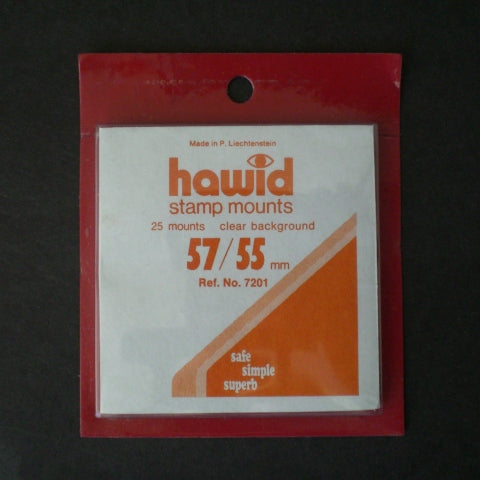 Made in P. Liechtenstein
hawid
stamp mounts
25 mounts clear background
57/55 mm
Ref. No. 7201
safe
simple
superb